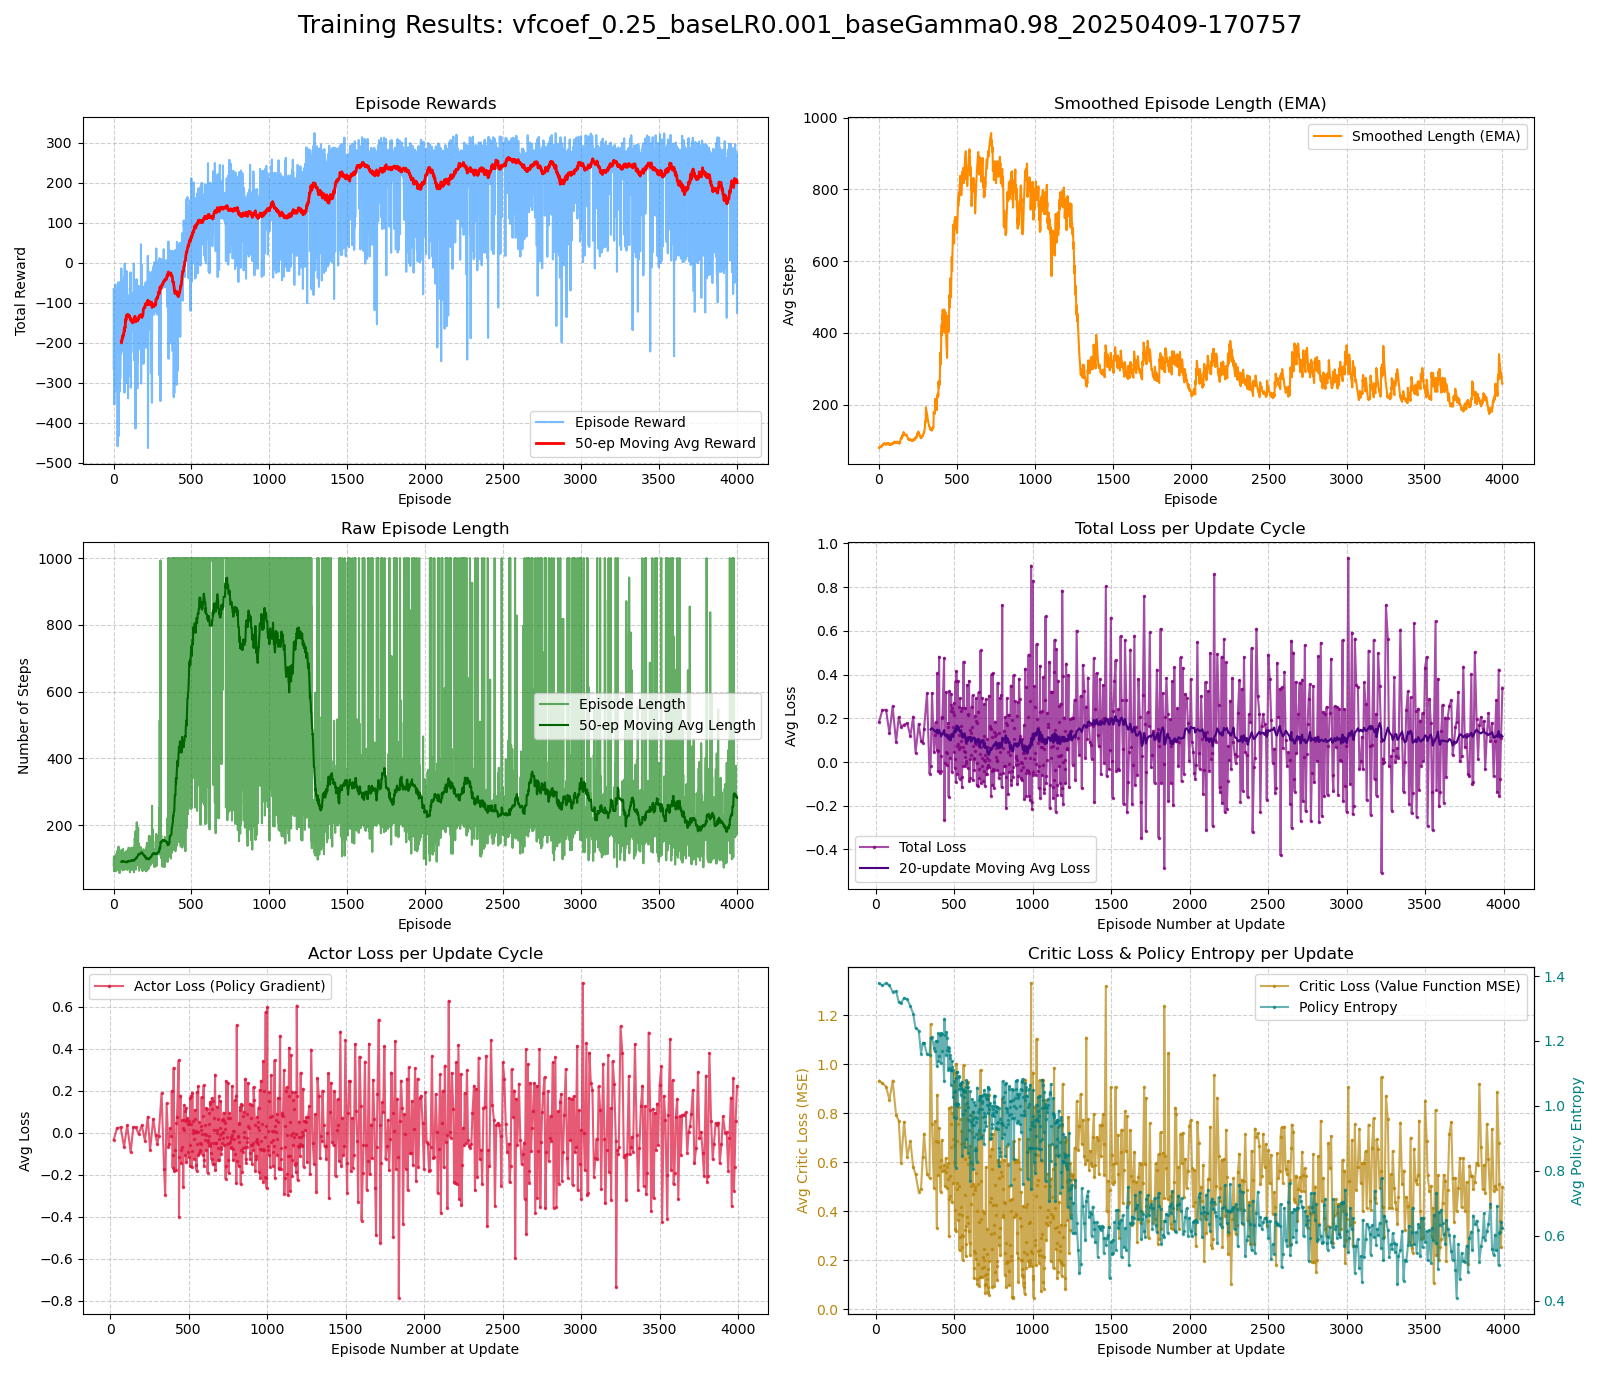 Training Results: vfcoef_0.25_baseLR0.001_baseGamma0.98_20250409-170757
Episode Rewards
Total Reward
300
200
100
0
−100
−200
−300
−400
−500
Episode Reward
50-ep Moving Avg Reward
0 500 1000 1500 2000 2500 3000 3500 4000
Episode
Smoothed Episode Length (EMA)
Avg Steps
1000
800
600
400
200
Smoothed Length (EMA)
0 500 1000 1500 2000 2500 3000 3500 4000
Episode
Raw Episode Length
Number of Steps
1000
800
600
400
200
Episode Length
50-ep Moving Avg Length
0 500 1000 1500 2000 2500 3000 3500 4000
Episode
Total Loss per Update Cycle
Avg Loss
1.0
0.8
0.6
0.4
0.2
0.0
−0.2
−0.4
Total Loss
20-update Moving Avg Loss
0 500 1000 1500 2000 2500 3000 3500 4000
Episode Number at Update
Actor Loss per Update Cycle
Avg Loss
0.6
0.4
0.2
0.0
−0.2
−0.4
−0.6
−0.8
Actor Loss (Policy Gradient)
0 500 1000 1500 2000 2500 3000 3500 4000
Episode Number at Update
Critic Loss & Policy Entropy per Update
Avg Critic Loss (MSE)
1.2
1.0
0.8
0.6
0.4
0.2
0.0
Critic Loss (Value Function MSE)
Policy Entropy
1.4
1.2
1.0
0.8
0.6
0.4
Avg Policy Entropy
0 500 1000 1500 2000 2500 3000 3500 4000
Episode Number at Update